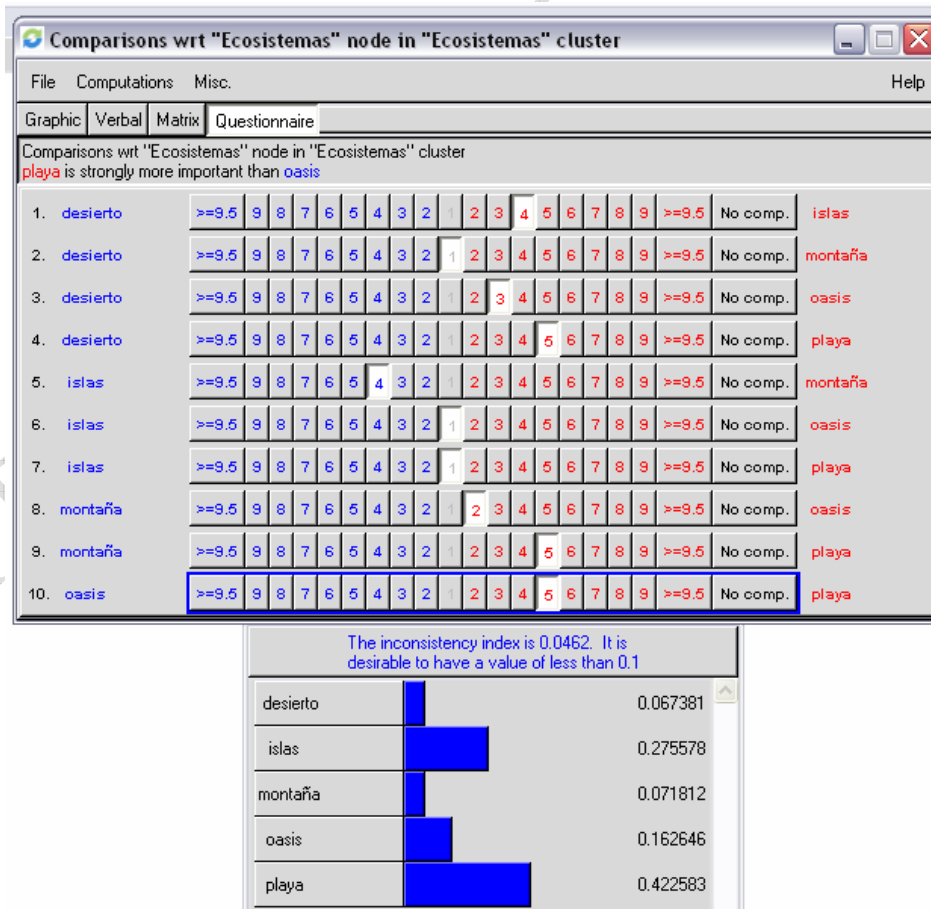 Comparisons wrt "Ecosistemas" node in "Ecosistemas" cluster
File Computations Misc. Help
Graphic Verbal Matrix Questionnaire
Comparisons wrt "Ecosistemas" node in "Ecosistemas" cluster
playa is strongly more important than oasis
1. desierto >=9.5 9 8 7 6 5 4 3 2 1 2 3 4 5 6 7 8 9 >=9.5 No comp. islas
2. desierto >=9.5 9 8 7 6 5 4 3 2 1 2 3 4 5 6 7 8 9 >=9.5 No comp. montaña
3. desierto >=9.5 9 8 7 6 5 4 3 2 1 2 3 4 5 6 7 8 9 >=9.5 No comp. oasis
4. desierto >=9.5 9 8 7 6 5 4 3 2 1 2 3 4 5 6 7 8 9 >=9.5 No comp. playa
5. islas >=9.5 9 8 7 6 5 4 3 2 1 2 3 4 5 6 7 8 9 >=9.5 No comp. montaña
6. islas >=9.5 9 8 7 6 5 4 3 2 1 2 3 4 5 6 7 8 9 >=9.5 No comp. oasis
7. islas >=9.5 9 8 7 6 5 4 3 2 1 2 3 4 5 6 7 8 9 >=9.5 No comp. playa
8. montaña >=9.5 9 8 7 6 5 4 3 2 1 2 3 4 5 6 7 8 9 >=9.5 No comp. oasis
9. montaña >=9.5 9 8 7 6 5 4 3 2 1 2 3 4 5 6 7 8 9 >=9.5 No comp. playa
10. oasis >=9.5 9 8 7 6 5 4 3 2 1 2 3 4 5 6 7 8 9 >=9.5 No comp. playa
The inconsistency index is 0.0462. It is
desirable to have a value of less than 0.1
desierto 0.067381
islas 0.275578
montaña 0.071812
oasis 0.162646
playa 0.422583